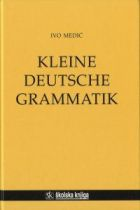 IVO MEDIĆ
KLEINE
DEUTSCHE
GRAMMATIK
školska knjiga